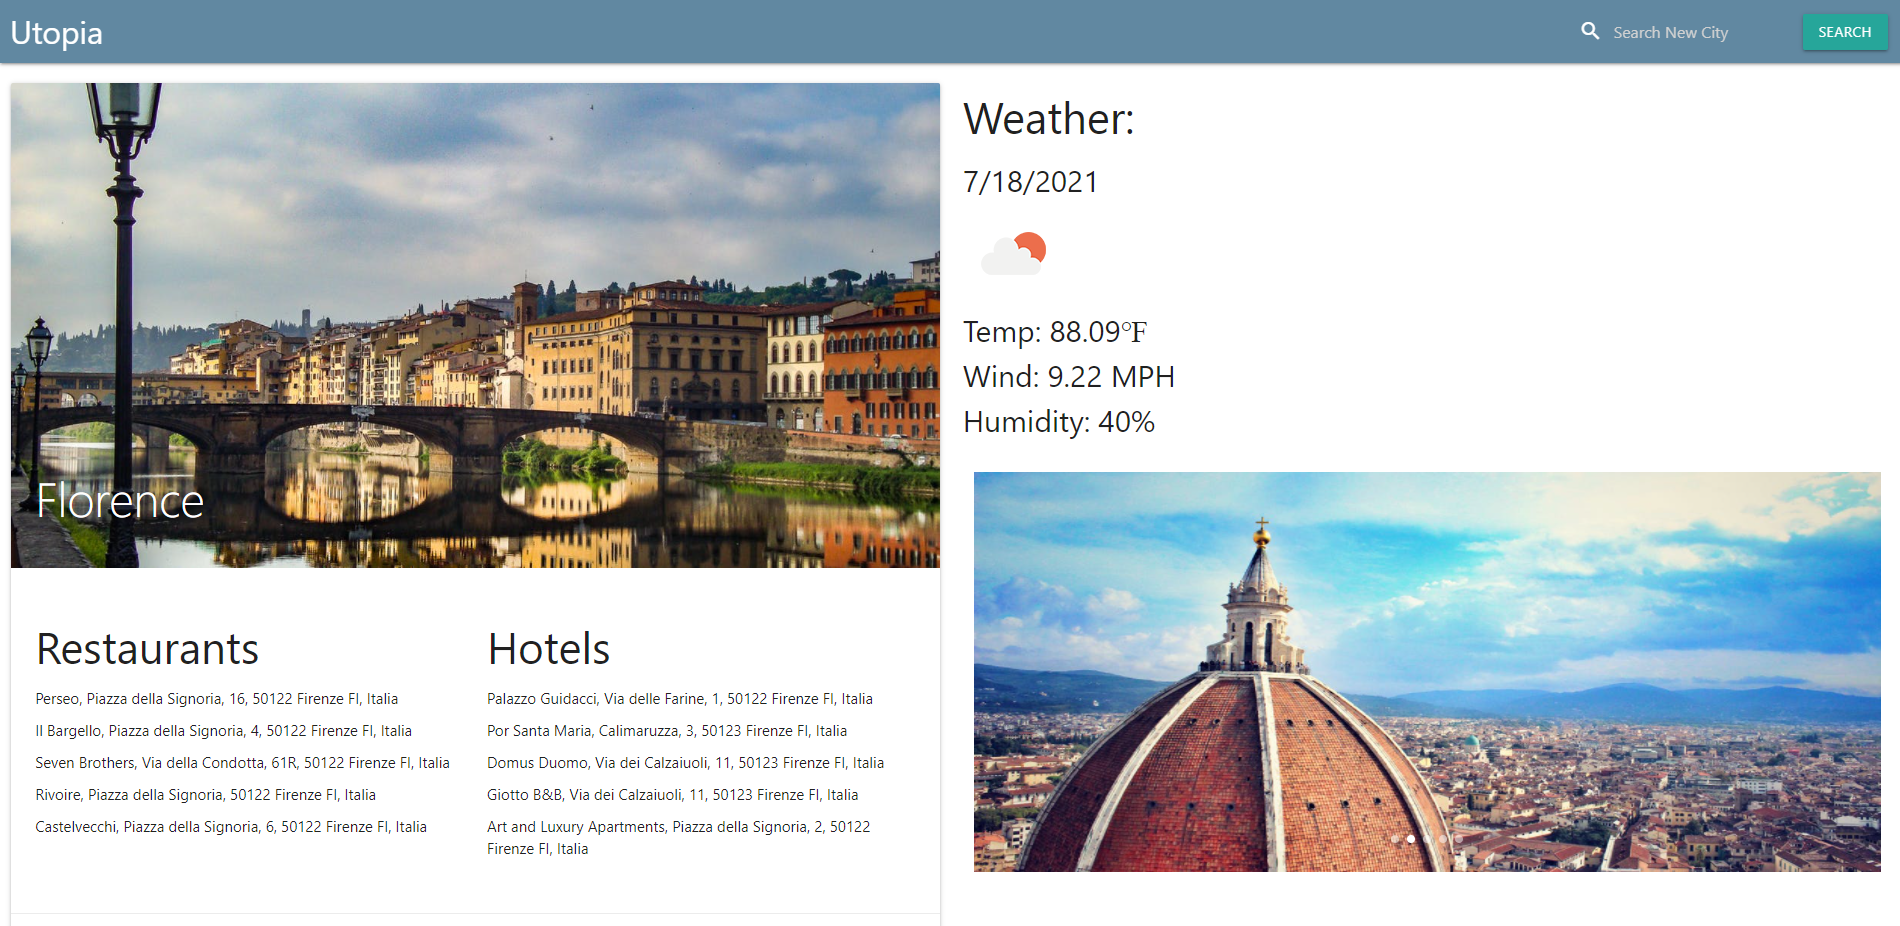 Utopia
Search New City
SEARCH
Florence
Restaurants
Perseo, Piazza della Signoria, 16, 50122 Firenze FI, Italia
Il Bargello, Piazza della Signoria, 4, 50122 Firenze FI, Italia
Seven Brothers, Via della Condotta, 61R, 50122 Firenze FI, Italia
Rivoire, Piazza della Signoria, 50122 Firenze FI, Italia
Castelvecchi, Piazza della Signoria, 6, 50122 Firenze FI, Italia
Hotels
Palazzo Guidacci, Via delle Farine, 1, 50122 Firenze FI, Italia
Por Santa Maria, Calimaruzza, 3, 50123 Firenze FI, Italia
Domus Duomo, Via dei Calzaiuoli, 11, 50123 Firenze FI, Italia
Giotto B&B, Via dei Calzaiuoli, 11, 50123 Firenze FI, Italia
Art and Luxury Apartments, Piazza della Signoria, 2, 50122
Firenze FI, Italia
Weather:
7/18/2021
Temp: 88.09℉
Wind: 9.22 MPH
Humidity: 40%